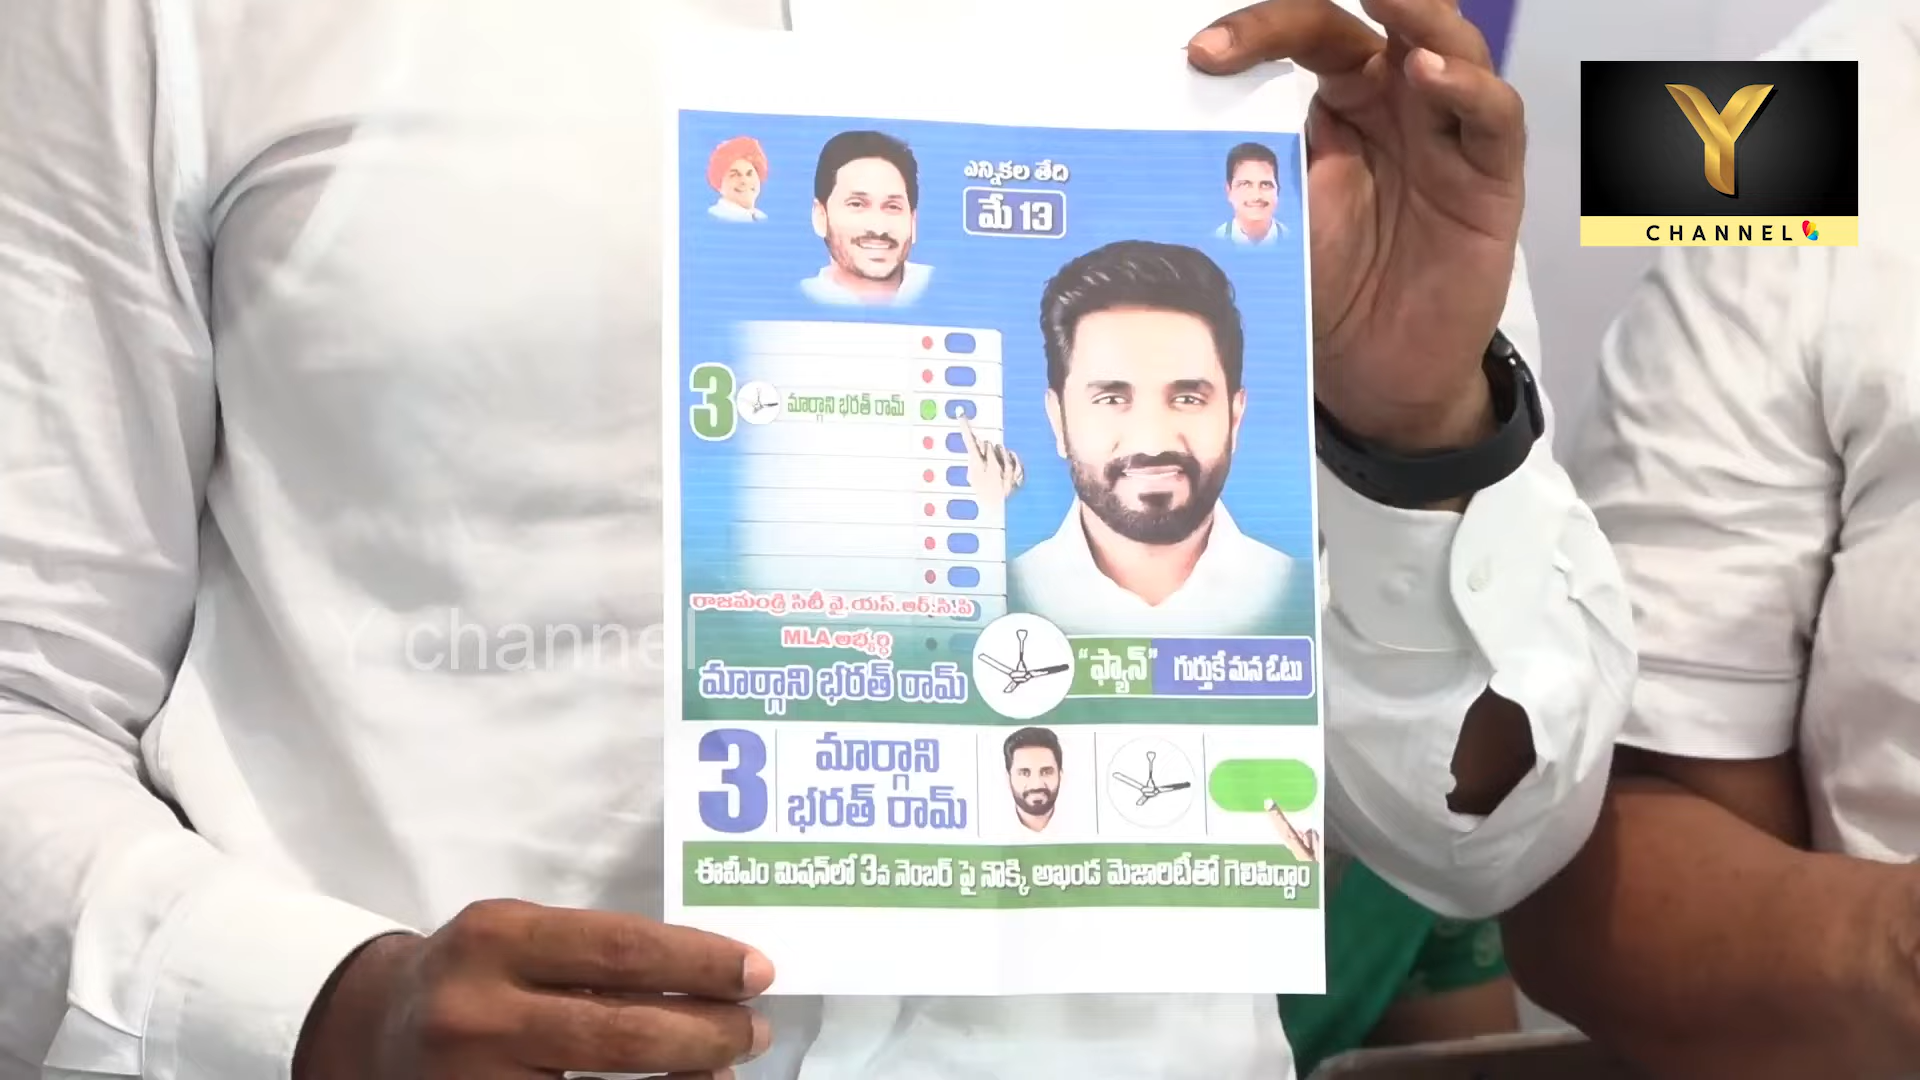 ఎన్నికల తేది
మే 13
Y
CHANNEL
3 మార్గాని భరత్ రామ్
రాజమండ్రి సిటీ వై.యస్.ఆర్.సి.పి
MLA అభ్యర్థి
మార్గాని భరత్ రామ్
"ఫ్యాన్" గుర్తుకే మన ఓటు
Y channel
3 మార్గాని
భరత్ రామ్
ఈవీఎం మిషన్‌లో 3వ నెంబర్ పై నొక్కి అఖండ మెజారిటీతో గెలిపిద్దాం